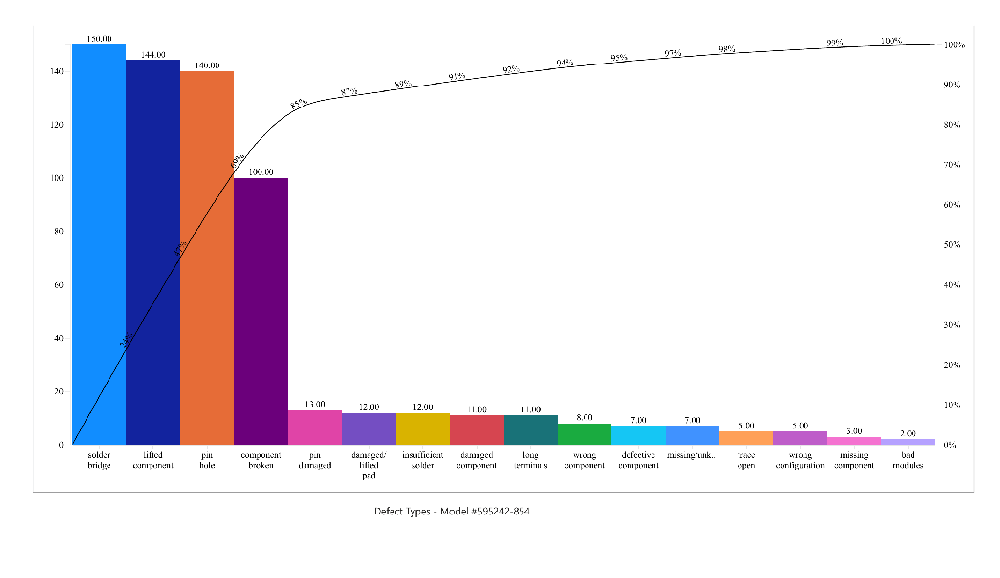 150.00
144.00
140.00
100.00
13.00
12.00
12.00
11.00
11.00
8.00
7.00
7.00
5.00
5.00
3.00
2.00
24%
47%
69%
85%
87%
89%
91%
92%
94%
95%
97%
98%
99%
100%
140
120
100
80
60
40
20
0
100%
90%
80%
70%
60%
50%
40%
30%
20%
10%
0%
solder
bridge
lifted
component
pin
hole
component
broken
pin
damaged
damaged/
lifted
pad
insufficient
solder
damaged
component
long
terminals
wrong
component
defective
component
missing/unk...
trace
open
wrong
configuration
missing
component
bad
modules
Defect Types - Model #595242-854